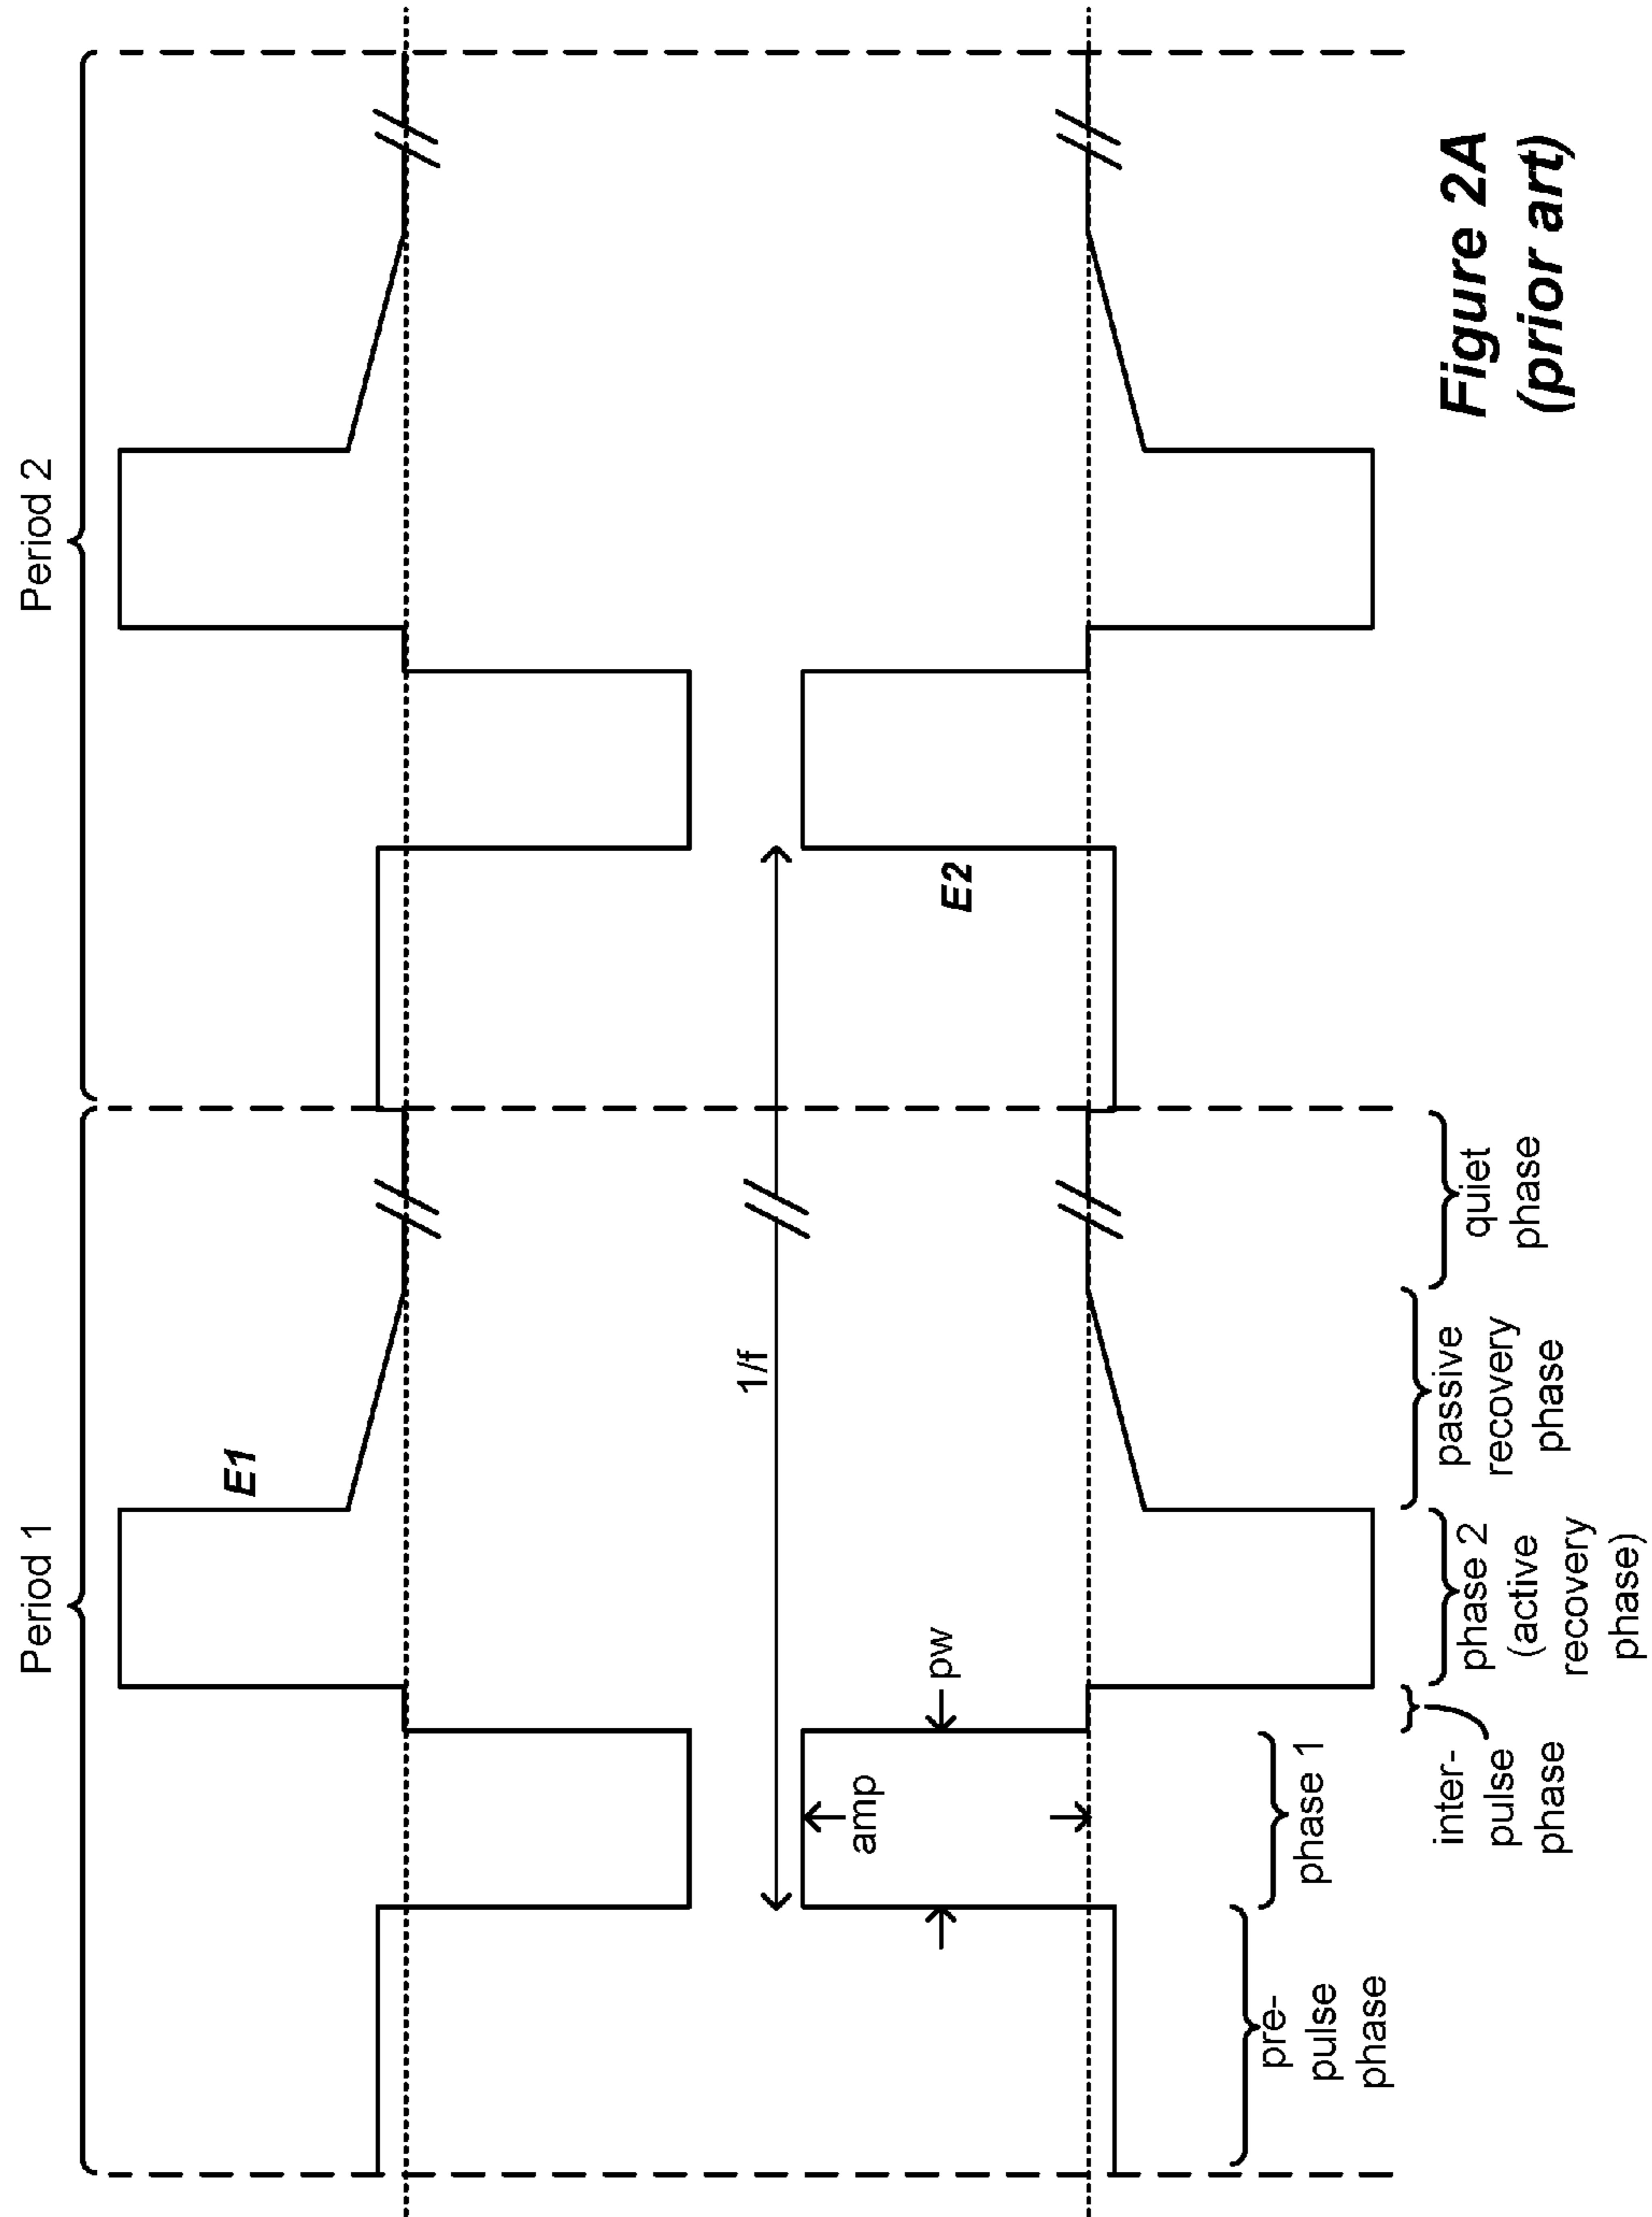 Period 1
Period 2
E1
1/f
amp
pw
E2
pre-
pulse
phase
phase 1
inter-
pulse
phase
phase 2
(active
recovery
phase)
passive
recovery
phase
quiet
phase
Figure 2A
(prior art)